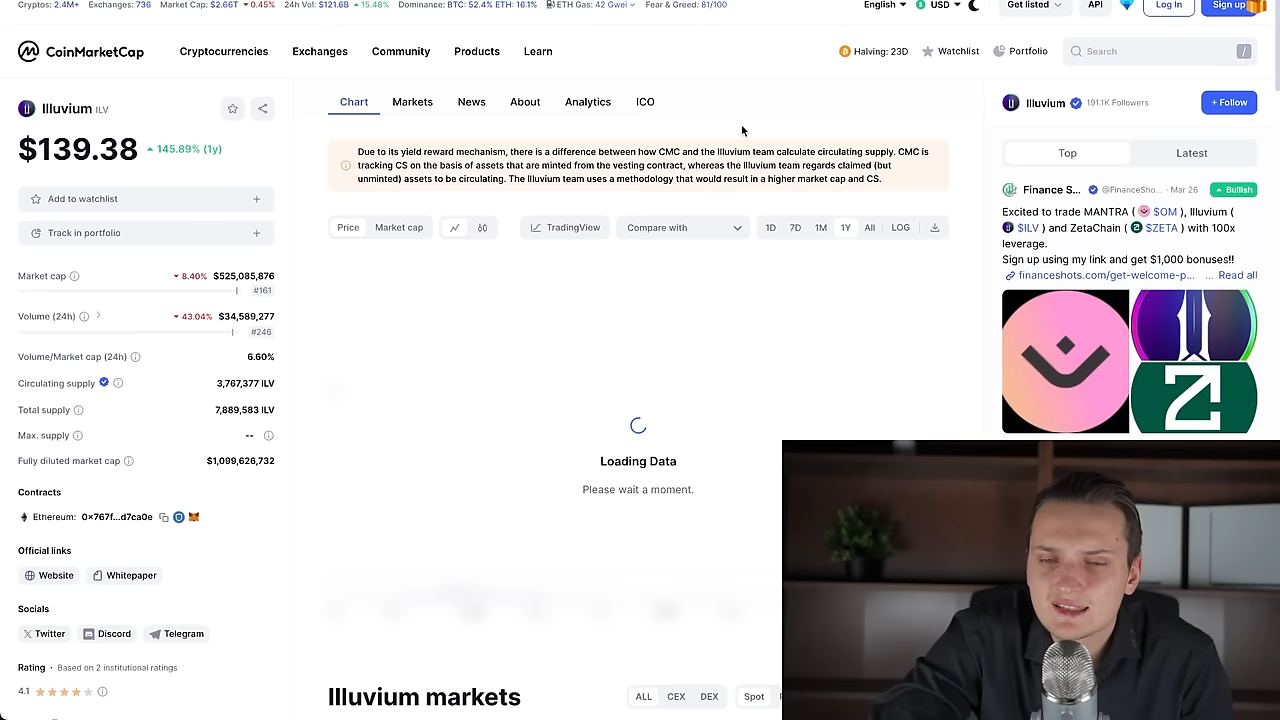 Cryptos: 2.4M+ Exchanges: 736 Market Cap: $2.66T 0.45% 24h Vol: $121.6B 15.48% Dominance: BTC: 52.4% ETH: 16.1% ETH Gas: 42 Gwei Fear & Greed: 81/100
English USD Get listed API Log In Sign up
CoinMarketCap Cryptocurrencies Exchanges Community Products Learn
Halving: 23D Watchlist Portfolio Search /
Illuvium ILV
$139.38 145.89% (1y)
Add to watchlist +
Track in portfolio +
Market cap 8.40% $525,085,876
#161
Volume (24h) 43.04% $34,589,277
#246
Volume/Market cap (24h) 6.60%
Circulating supply 3,767,377 ILV
Total supply 7,889,583 ILV
Max. supply --
Fully diluted market cap $1,099,626,732
Contracts
Ethereum: 0x767f...d7ca0e
Official links
Website Whitepaper
Socials
Twitter Discord Telegram
Rating · Based on 2 institutional ratings
4.1
Chart Markets News About Analytics ICO
Due to its yield reward mechanism, there is a difference between how CMC and the Illuvium team calculate circulating supply. CMC is
tracking CS on the basis of assets that are minted from the vesting contract, whereas the Illuvium team regards claimed (but
unminted) assets to be circulating. The Illuvium team uses a methodology that would result in a higher market cap and CS.
Price Market cap TradingView Compare with 1D 7D 1M 1Y All LOG
Loading Data
Please wait a moment.
Illuvium markets ALL CEX DEX Spot
Illuvium 191.1K Followers + Follow
Top Latest
Finance S... @FinanceSho... · Mar 26 Bullish
Excited to trade MANTRA ( $OM ), Illuvium (
$ILV ) and ZetaChain ( $ZETA ) with 100x
leverage.
Sign up using my link and get $1,000 bonuses!!
financeshots.com/get-welcome-p... ... Read all